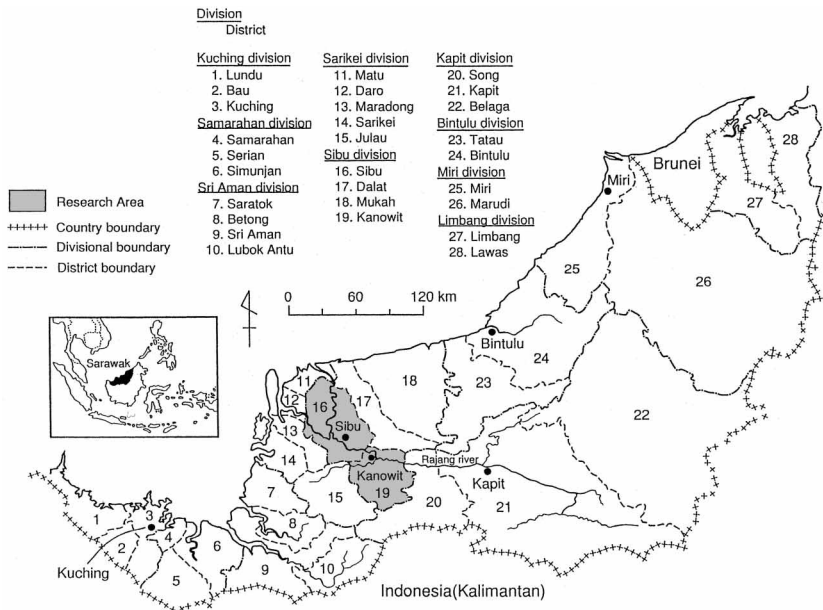 Division
District
Kuching division
1. Lundu
2. Bau
3. Kuching
Samarahan division
4. Samarahan
5. Serian
6. Simunjan
Sri Aman division
7. Saratok
8. Betong
9. Sri Aman
10. Lubok Antu
Sarikei division
11. Matu
12. Daro
13. Maradong
14. Sarikei
15. Julau
Sibu division
16. Sibu
17. Dalat
18. Mukah
19. Kanowit
Kapit division
20. Song
21. Kapit
22. Belaga
Bintulu division
23. Tatau
24. Bintulu
Miri division
25. Miri
26. Marudi
Limbang division
27. Limbang
28. Lawas
Research Area
Country boundary
Divisional boundary
District boundary
0 60 120 km
Sarawak
28
Brunei
Miri
27
25
26
Bintulu
24
23
18
11
12
16
17
22
13
Sibu
14
Rajang river
Kanowit
Kapit
7
15
19
20
21
1
3
8
2
4
6
Kuching
5
9
10
Indonesia(Kalimantan)